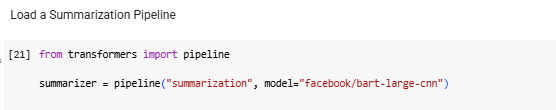 Load a Summarization Pipeline
[21] from transformers import pipeline
summarizer = pipeline("summarization", model="facebook/bart-large-cnn")